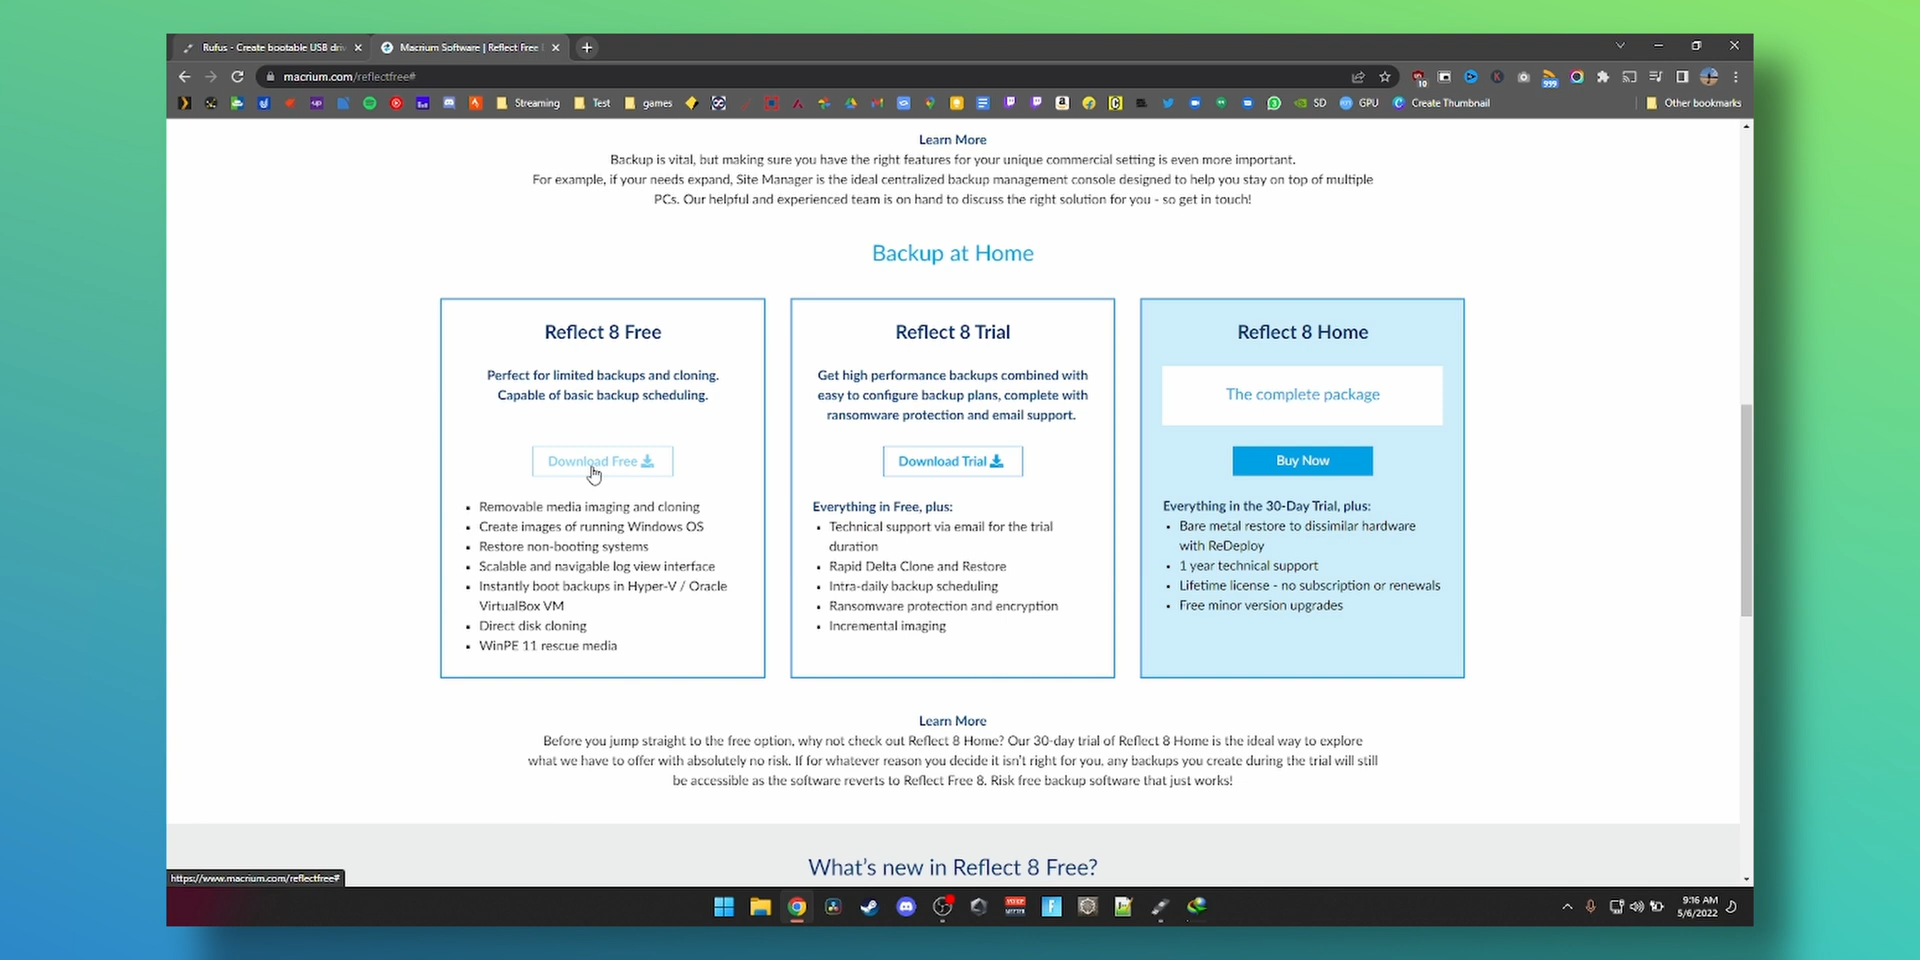 Rufus - Create bootable USB driv
Macrium Software | Reflect Free
macrium.com/reflectfree#
10
999
Streaming
Test
games
SD
GPU
Create Thumbnail
Other bookmarks
Learn More
Backup is vital, but making sure you have the right features for your unique commercial setting is even more important.
For example, if your needs expand, Site Manager is the ideal centralized backup management console designed to help you stay on top of multiple
PCs. Our helpful and experienced team is on hand to discuss the right solution for you - so get in touch!
Backup at Home
Reflect 8 Free
Perfect for limited backups and cloning.
Capable of basic backup scheduling.
Download Free
Removable media imaging and cloning
Create images of running Windows OS
Restore non-booting systems
Scalable and navigable log view interface
Instantly boot backups in Hyper-V / Oracle
VirtualBox VM
Direct disk cloning
WinPE 11 rescue media
Reflect 8 Trial
Get high performance backups combined with
easy to configure backup plans, complete with
ransomware protection and email support.
Download Trial
Everything in Free, plus:
Technical support via email for the trial
duration
Rapid Delta Clone and Restore
Intra-daily backup scheduling
Ransomware protection and encryption
Incremental imaging
Reflect 8 Home
The complete package
Buy Now
Everything in the 30-Day Trial, plus:
Bare metal restore to dissimilar hardware
with ReDeploy
1 year technical support
Lifetime license - no subscription or renewals
Free minor version upgrades
Learn More
Before you jump straight to the free option, why not check out Reflect 8 Home? Our 30-day trial of Reflect 8 Home is the ideal way to explore
what we have to offer with absolutely no risk. If for whatever reason you decide it isn't right for you, any backups you create during the trial will still
be accessible as the software reverts to Reflect Free 8. Risk free backup software that just works!
What's new in Reflect 8 Free?
https://www.macrium.com/reflectfree#
9:16 AM
5/6/2022